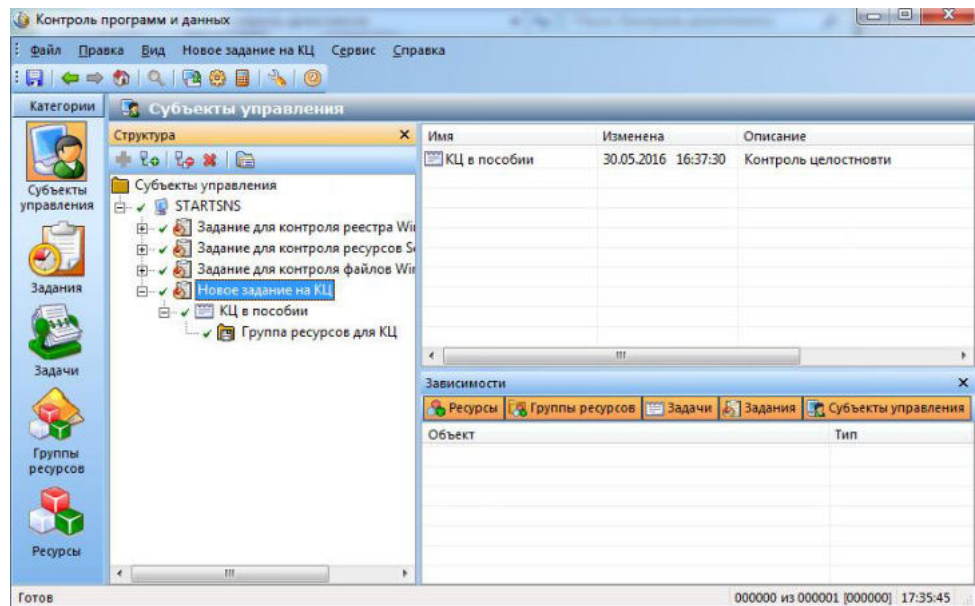 Контроль программ и данных
Файл Правка Вид Новое задание на КЦ Сервис Справка
Категории
Субъекты управления
Субъекты
управления
Задания
Задачи
Группы
ресурсов
Ресурсы
Структура
Субъекты управления
STARTSNS
Задание для контроля реестра Wi
Задание для контроля ресурсов S
Задание для контроля файлов Wi
Новое задание на КЦ
КЦ в пособии
Группа ресурсов для КЦ
Имя Изменена Описание
КЦ в пособии 30.05.2016 16:37:30 Контроль целостновти
Зависимости
Ресурсы Группы ресурсов Задачи Задания Субъекты управления
Объект Тип
Готов 000000 из 000001 [000000] 17:35:45